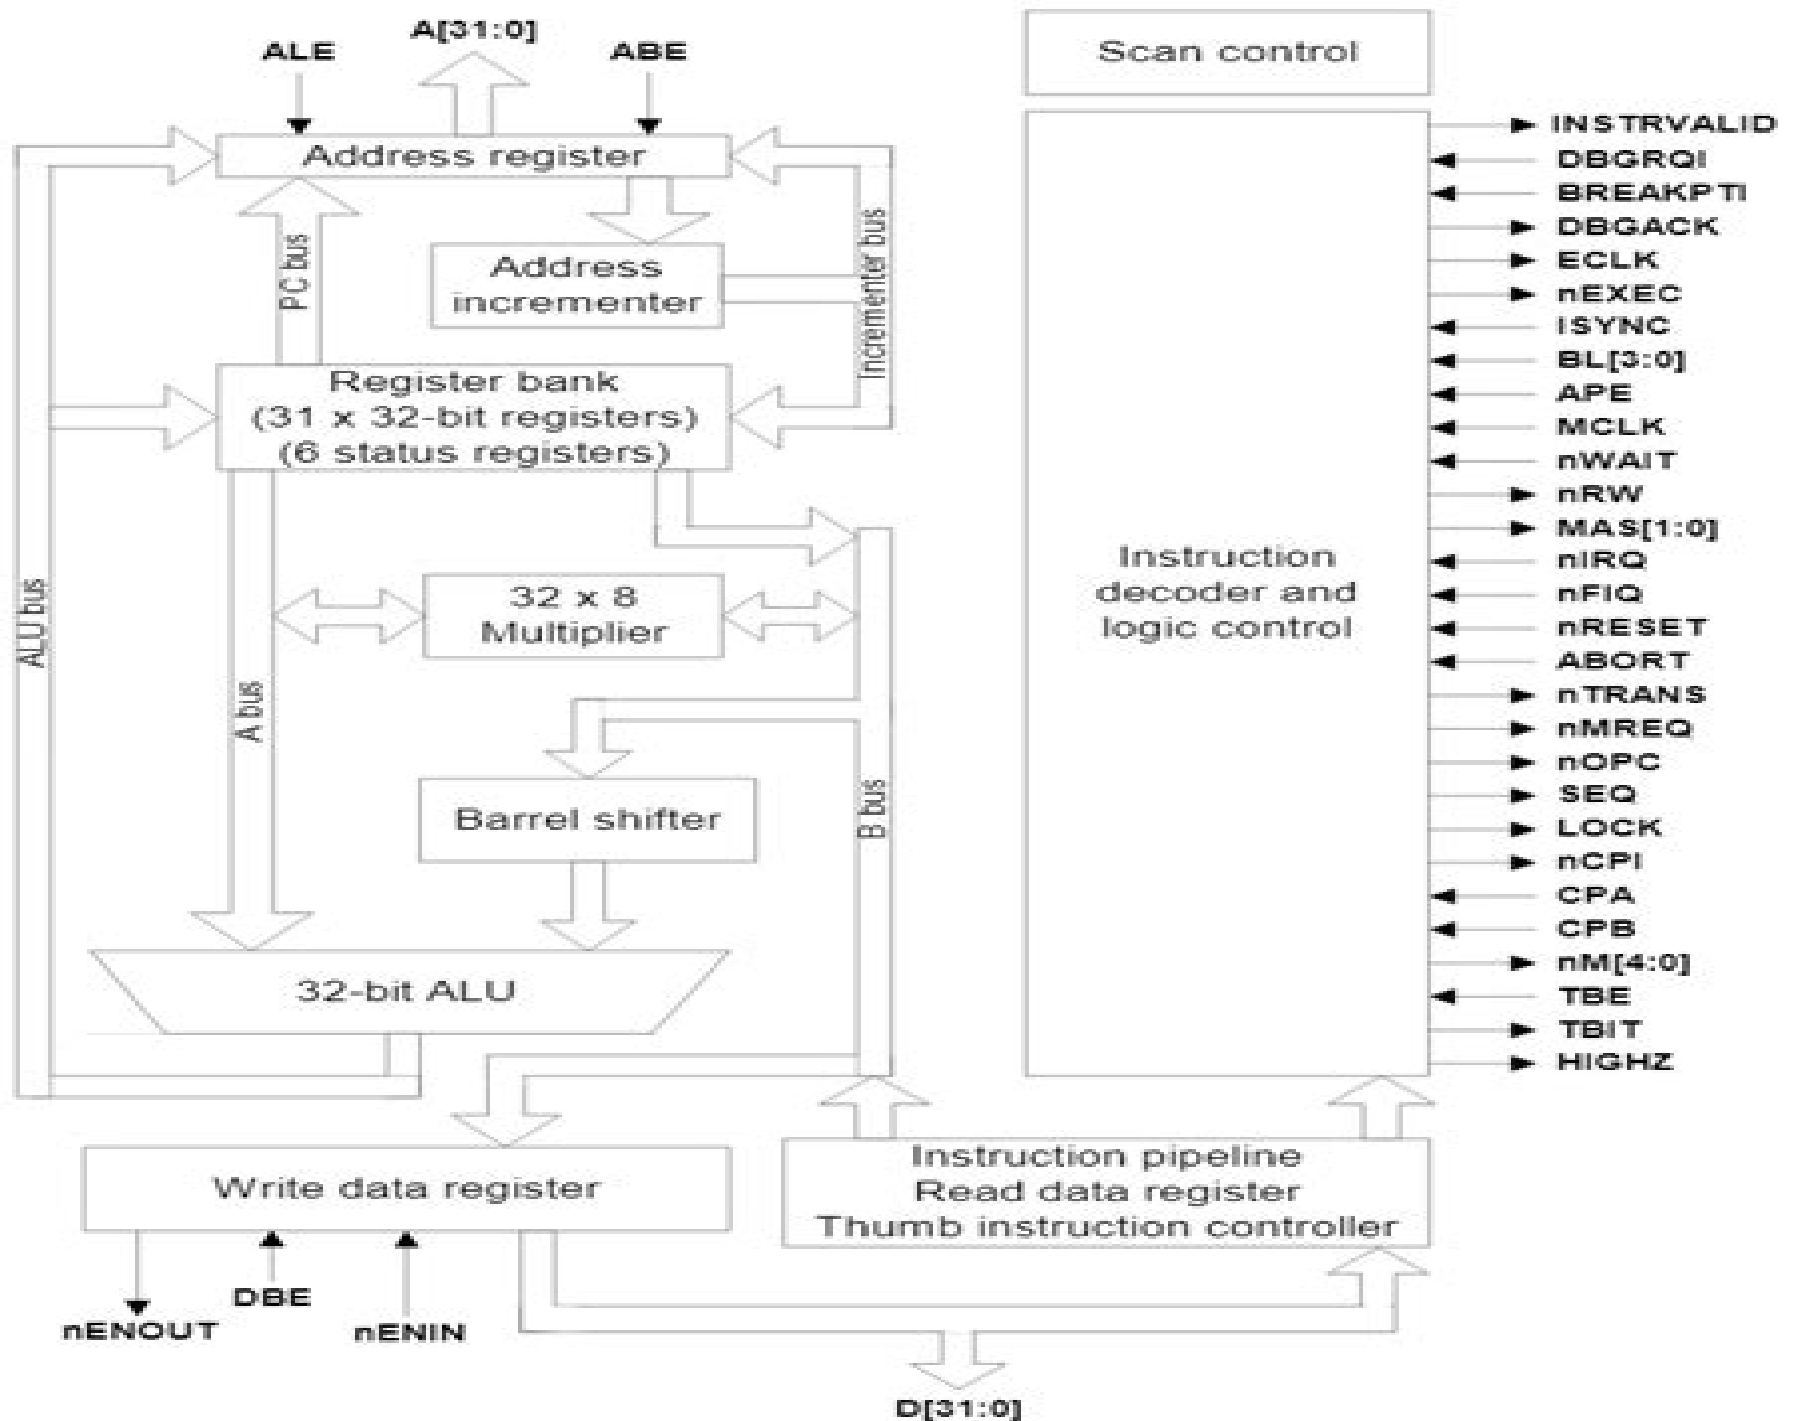 A[31:0]
ALE
ABE
Address register
PC bus
Incrementer bus
Address
incrementer
Register bank
(31 x 32-bit registers)
(6 status registers)
ALU bus
A bus
32 x 8
Multiplier
B bus
Barrel shifter
32-bit ALU
Write data register
nENOUT
DBE
nENIN
Instruction pipeline
Read data register
Thumb instruction controller
D[31:0]
Scan control
Instruction
decoder and
logic control
INSTRVALID
DBGRQI
BREAKPTI
DBGACK
ECLK
nEXEC
ISYNC
BL[3:0]
APE
MCLK
nWAIT
nRW
MAS[1:0]
nIRQ
nFIQ
nRESET
ABORT
nTRANS
nMREQ
nOPC
SEQ
LOCK
nCPI
CPA
CPB
nM[4:0]
TBE
TBIT
HIGHZ